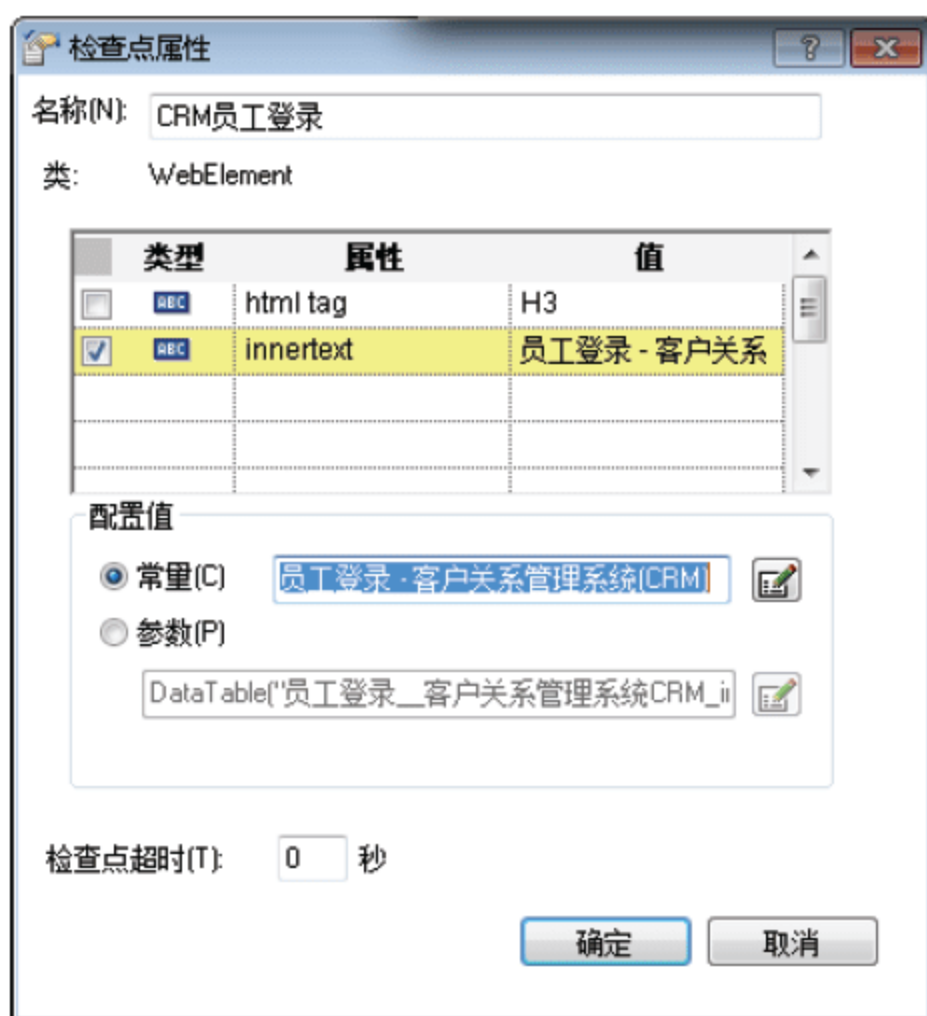 检查点属性
名称(N): CRM员工登录
类: WebElement
类型 属性 值
ABC html tag H3
ABC innertext 员工登录 - 客户关系
配置值
常量(C) 员工登录 - 客户关系管理系统(CRM)
参数(P)
DataTable("员工登录__客户关系管理系统CRM_ii
检查点超时(T): 0 秒
确定 取消